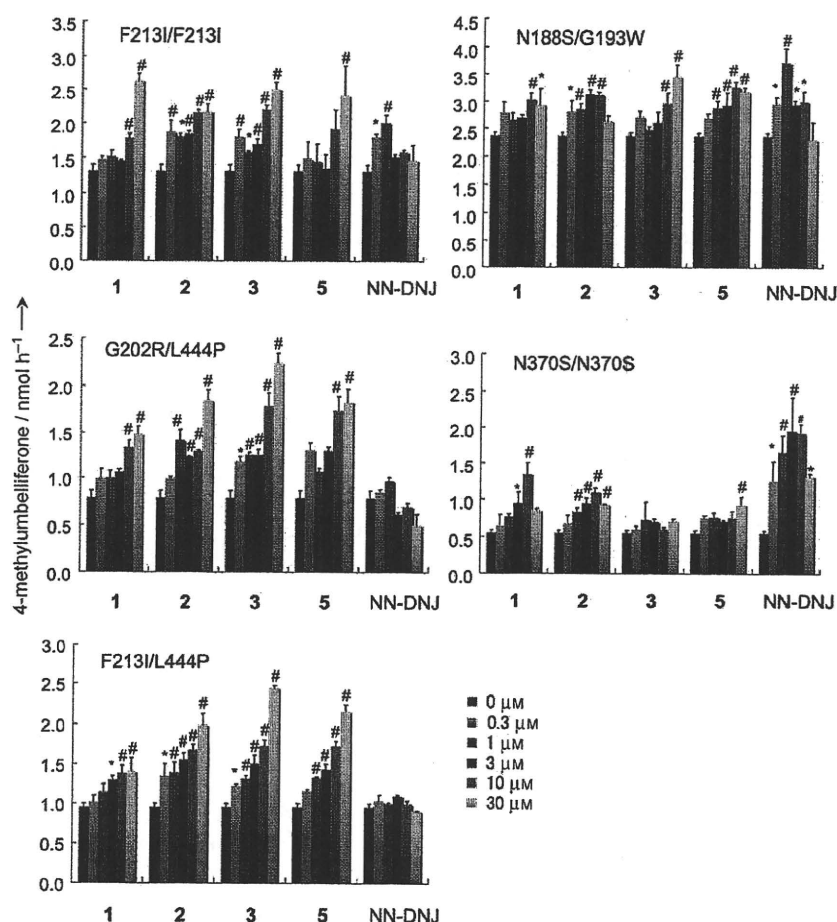 F213I/F213I
3.5
3.0
2.5
2.0
1.5
1.0
0.5
0.0
# # # # * # # # * # # # # * #
1 2 3 5 NN-DNJ
N188S/G193W
4.5
4.0
3.5
3.0
2.5
2.0
1.5
1.0
0.5
0.0
# * * # # # # # # # # # * # * *
1 2 3 5 NN-DNJ
4-methylumbelliferone / nmol h⁻¹ →
G202R/L444P
2.5
2.0
1.5
1.0
0.5
0.0
# # # # # # * # # # # # #
1 2 3 5 NN-DNJ
N370S/N370S
3.0
2.5
2.0
1.5
1.0
0.5
0.0
* # # # # # # * # # # *
1 2 3 5 NN-DNJ
F213I/L444P
3.0
2.5
2.0
1.5
1.0
0.5
0.0
* # # * # # # # * # # # # # # # #
1 2 3 5 NN-DNJ
0 μM
0.3 μM
1 μM
3 μM
10 μM
30 μM